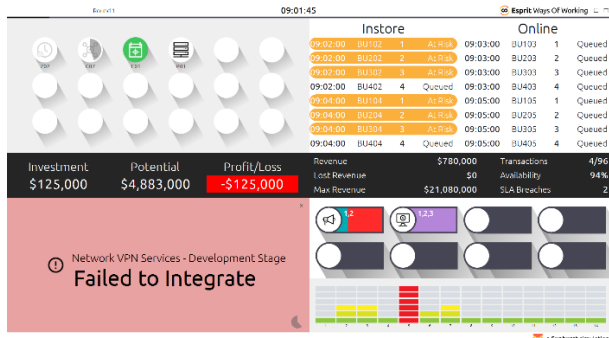 Round 1
09:01:45
Esprit Ways Of Working
Instore
Online
09:02:00 BU102 1 At Risk 09:03:00 BU103 1 Queued
09:02:00 BU202 2 At Risk 09:03:00 BU203 2 Queued
09:02:00 BU302 3 At Risk 09:03:00 BU303 3 Queued
09:02:00 BU402 4 Queued 09:03:00 BU403 4 Queued
09:04:00 BU104 1 At Risk 09:05:00 BU105 1 Queued
09:04:00 BU204 2 At Risk 09:05:00 BU205 2 Queued
09:04:00 BU304 3 At Risk 09:05:00 BU305 3 Queued
09:04:00 BU404 4 Queued 09:05:00 BU405 4 Queued
Investment Potential Profit/Loss
$125,000 $4,883,000 -$125,000
Revenue $780,000 Transactions 4/96
Lost Revenue $0 Availability 94%
Max Revenue $21,080,000 SLA Breaches 2
1,2
1,2,3
Network VPN Services - Development Stage
Failed to Integrate